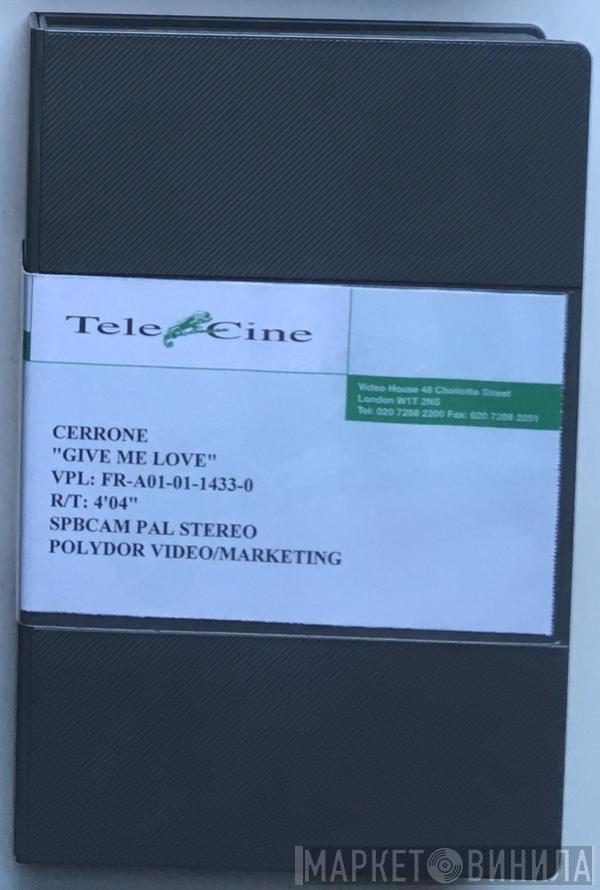 Tele Cine
Video House 48 Charlotte Street
London W1T 2NS
Tel: 020 7208 2200 Fax: 020 7208 2251
CERRONE
"GIVE ME LOVE"
VPL: FR-A01-01-1433-0
R/T: 4'04"
SPBCAM PAL STEREO
POLYDOR VIDEO/MARKETING
МАРКЕТ ВИНИЛА